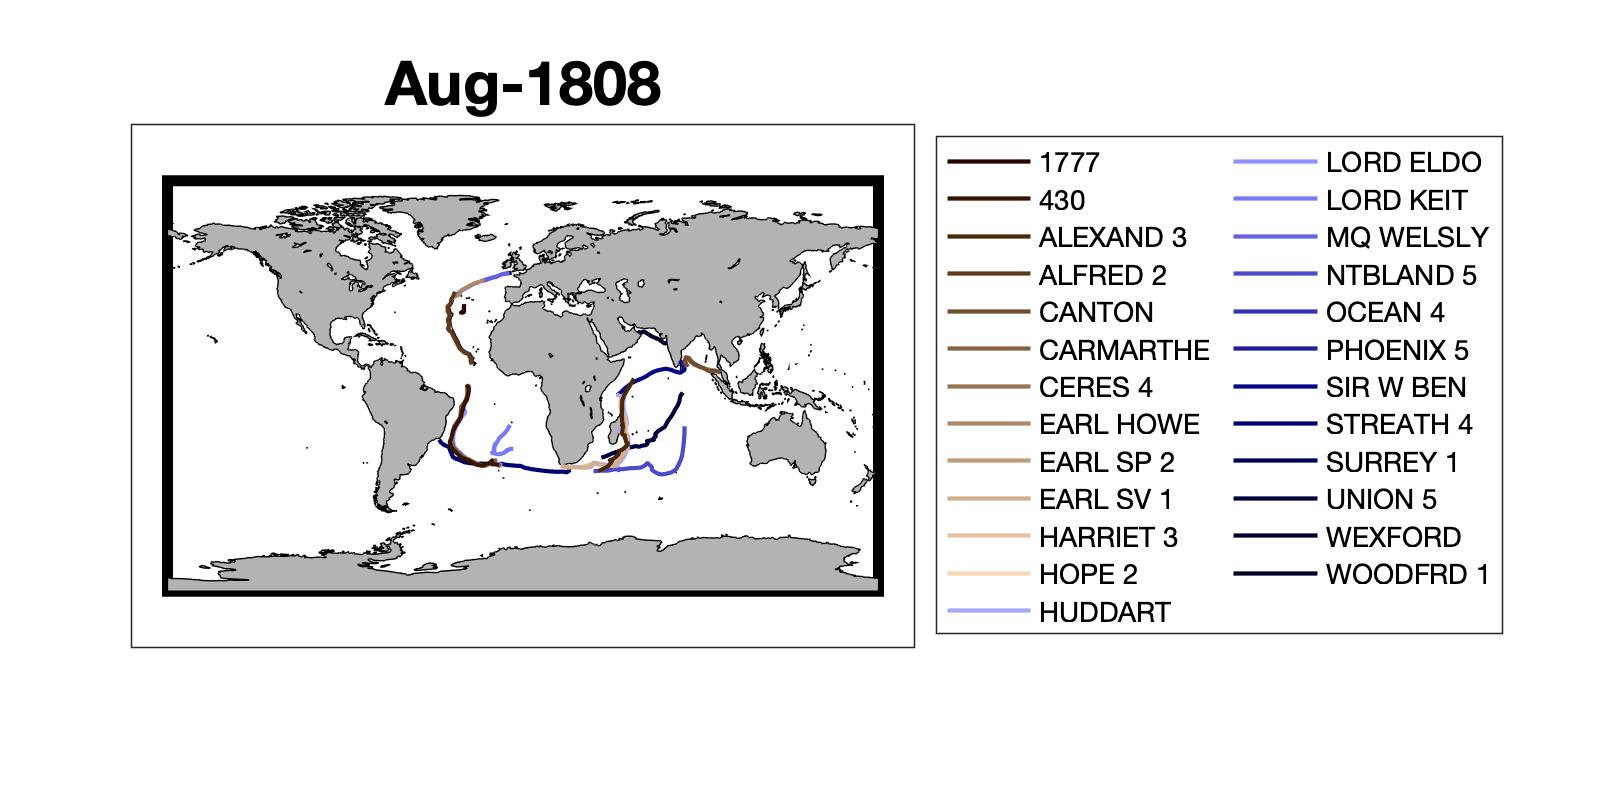 Aug-1808
1777
430
ALEXAND 3
ALFRED 2
CANTON
CARMARTHE
CERES 4
EARL HOWE
EARL SP 2
EARL SV 1
HARRIET 3
HOPE 2
HUDDART
LORD ELDO
LORD KEIT
MQ WELSLY
NTBLAND 5
OCEAN 4
PHOENIX 5
SIR W BEN
STREATH 4
SURREY 1
UNION 5
WEXFORD
WOODFRD 1